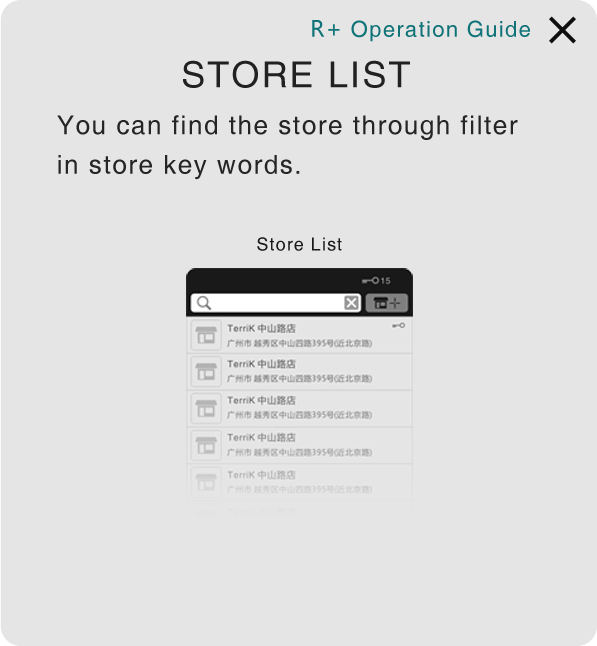 R+ Operation Guide
STORE LIST
You can find the store through filter
in store key words.
Store List
15
TerriK 中山路店
广州市 越秀区中山四路395号(近北京路)
TerriK 中山路店
广州市 越秀区中山四路395号(近北京路)
TerriK 中山路店
广州市 越秀区中山四路395号(近北京路)
TerriK 中山路店
广州市 越秀区中山四路395号(近北京路)
TerriK 中山路店
广州市 越秀区中山四路395号(近北京路)